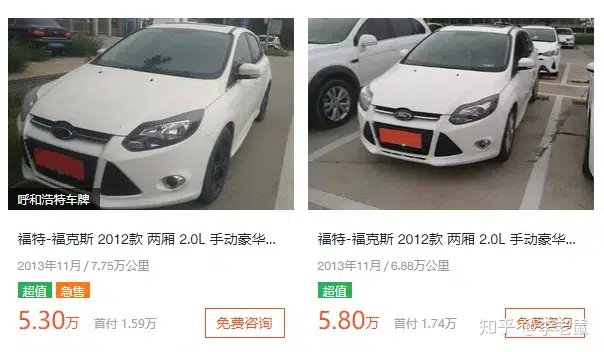 呼和浩特车牌
福特-福克斯 2012款 两厢 2.0L 手动豪华...
2013年11月 / 7.75万公里
超值 急售
5.30万 首付 1.59万 免费咨询
福特-福克斯 2012款 两厢 2.0L 手动豪华...
2013年11月 / 6.88万公里
超值
5.80万 首付 1.74万 免费咨询
知乎 @李老鼠